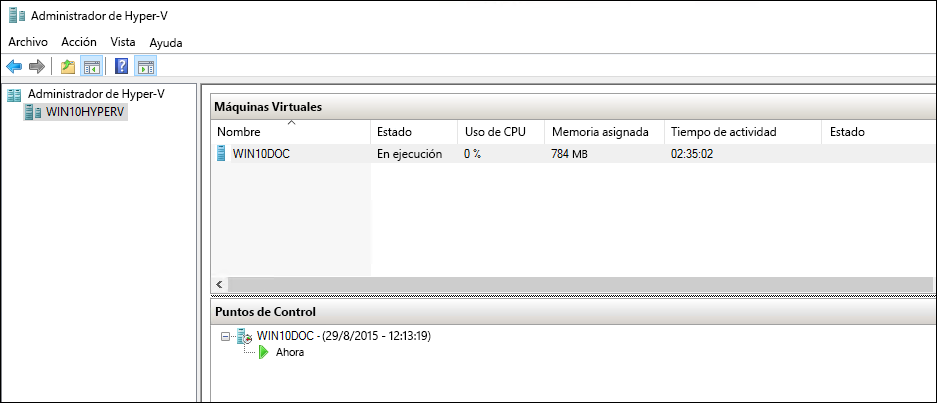 Administrador de Hyper-V
Archivo Acción Vista Ayuda
Administrador de Hyper-V
WIN10HYPERV
Máquinas Virtuales
Nombre Estado Uso de CPU Memoria asignada Tiempo de actividad Estado
WIN10DOC En ejecución 0 % 784 MB 02:35:02
Puntos de Control
WIN10DOC - (29/8/2015 - 12:13:19)
Ahora